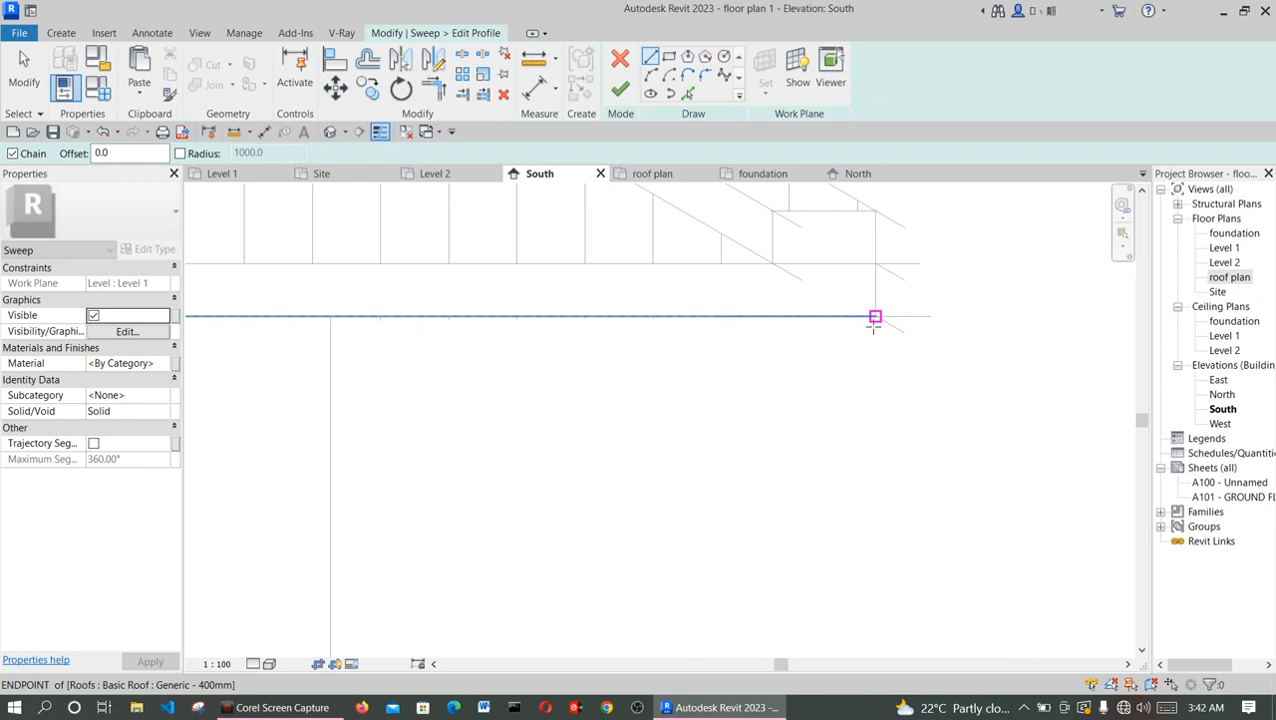 Autodesk Revit 2023 - floor plan 1 - Elevation: South
File Create Insert Annotate View Manage Add-Ins V-Ray Modify | Sweep > Edit Profile
Modify Paste Cut Join Activate Set Show Viewer
Select Properties Clipboard Geometry Controls Modify Measure Create Mode Draw Work Plane
Chain Offset: 0.0 Radius: 1000.0
Properties Level 1 Site Level 2 South roof plan foundation North Project Browser - floo...
R
Sweep Edit Type
Constraints
Work Plane Level : Level 1
Graphics
Visible
Visibility/Graphi... Edit...
Materials and Finishes
Material <By Category>
Identity Data
Subcategory <None>
Solid/Void Solid
Other
Trajectory Seg...
Maximum Seg... 360.00°
Views (all)
Structural Plans
Floor Plans
foundation
Level 1
Level 2
roof plan
Site
Ceiling Plans
foundation
Level 1
Level 2
Elevations (Buildin
East
North
South
West
Legends
Schedules/Quantitie
Sheets (all)
A100 - Unnamed
A101 - GROUND FL
Families
Groups
Revit Links
Properties help Apply
1 : 100
ENDPOINT of [Roofs : Basic Roof : Generic - 400mm] :0
Corel Screen Capture Autodesk Revit 2023 -... 22°C Partly clo... 3:42 AM